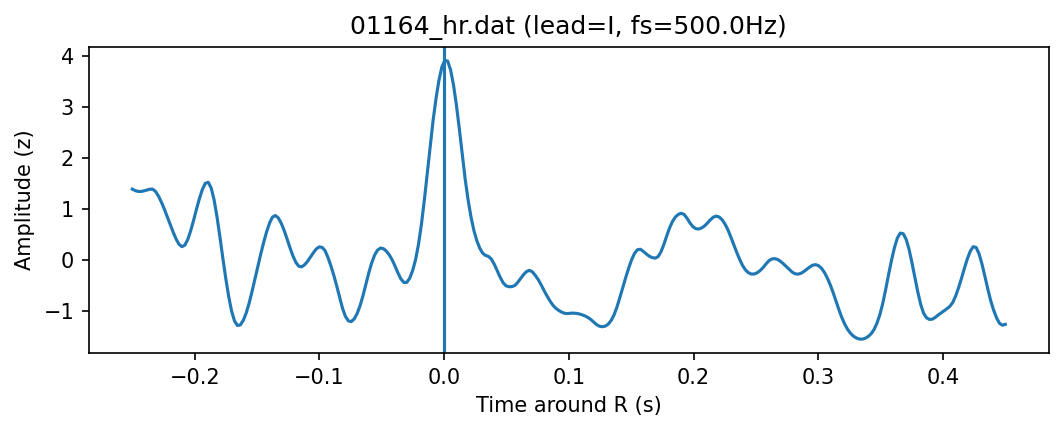 01164_hr.dat (lead=I, fs=500.0Hz)
Amplitude (z)
4
3
2
1
0
−1
−0.2 −0.1 0.0 0.1 0.2 0.3 0.4
Time around R (s)